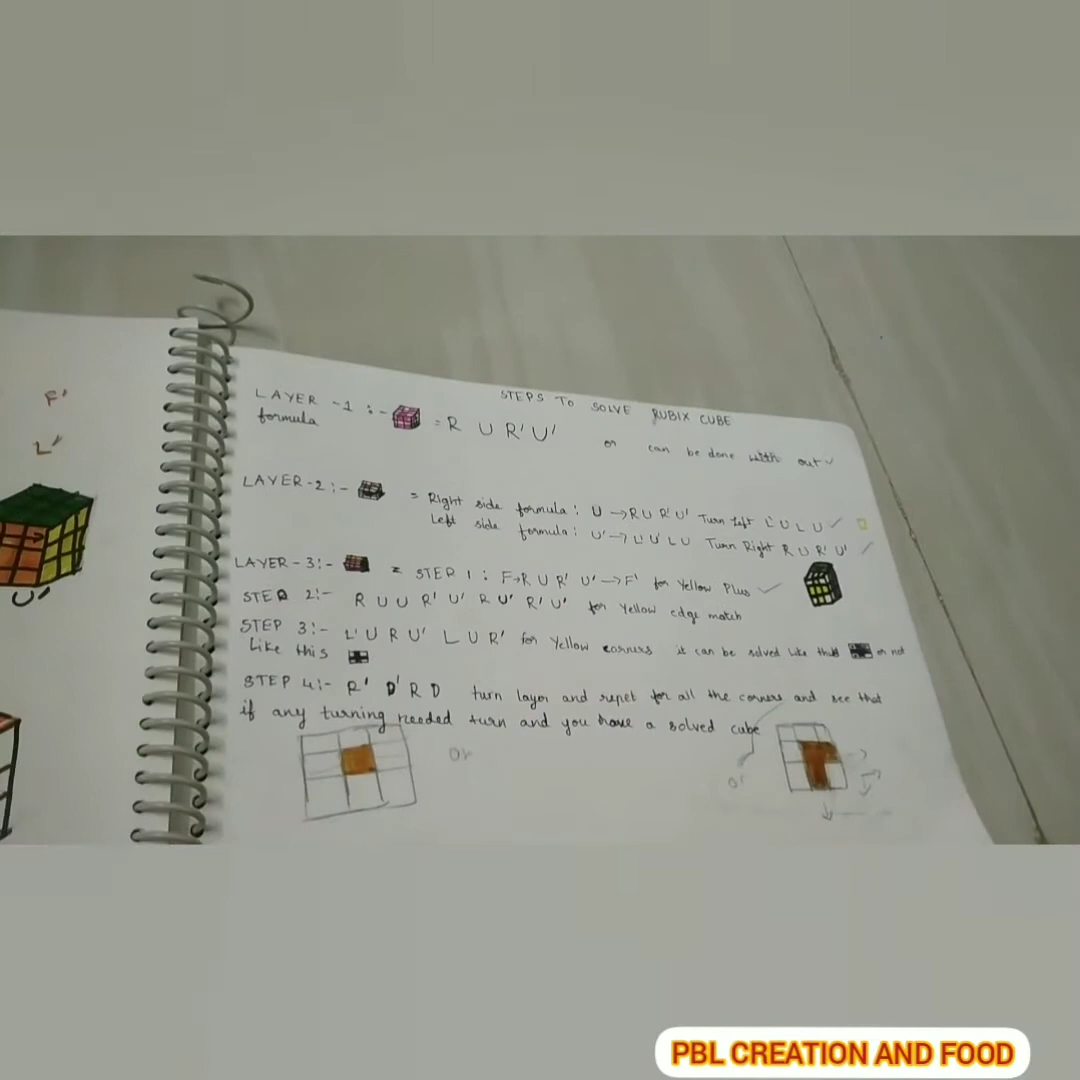 F'
L'
STEPS TO SOLVE RUBIX CUBE
LAYER -1 :- = R U R' U' or can be done with out
formula
LAYER-2:- = Right side formula: U → R U R' U' Turn Left L' U L U
Left side formula: U' → L' U' L U Turn Right R U R' U'
LAYER-3:- = STEP 1 : F→R U R' U' → F' for Yellow Plus
STEP 2:- R U U R' U' R U' R' U' for Yellow edge match
STEP 3:- L' U R U' L U R' for Yellow corners it can be solved like or not
Like this
STEP 4:- R' D' R D turn layer and repet for all the corners and see that
if any turning needed turn and you have a solved cube
or
or
U'
PBL CREATION AND FOOD